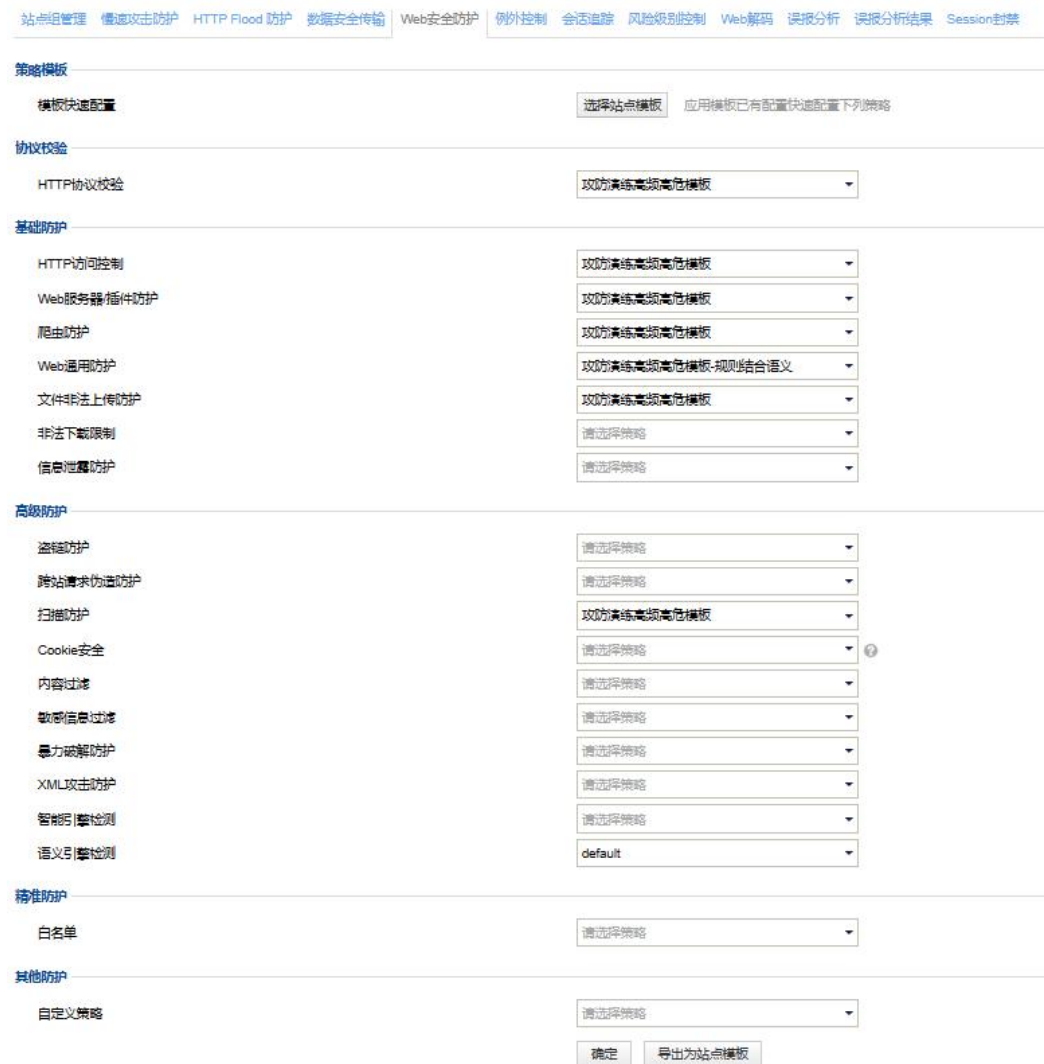 站点组管理 慢速攻击防护 HTTP Flood 防护 数据安全传输 Web安全防护 例外控制 会话追踪 风险级别控制 Web解码 误报分析 误报分析结果 Session封禁
策略模板
模板快速配置 选择站点模板 应用模板已有配置快速配置下列策略
协议校验
HTTP协议校验 攻防演练高频高危模板
基础防护
HTTP访问控制 攻防演练高频高危模板
Web服务器/插件防护 攻防演练高频高危模板
爬虫防护 攻防演练高频高危模板
Web通用防护 攻防演练高频高危模板-规则结合语义
文件非法上传防护 攻防演练高频高危模板
非法下载限制 请选择策略
信息泄露防护 请选择策略
高级防护
盗链防护 请选择策略
跨站请求伪造防护 请选择策略
扫描防护 攻防演练高频高危模板
Cookie安全 请选择策略 ?
内容过滤 请选择策略
敏感信息过滤 请选择策略
暴力破解防护 请选择策略
XML攻击防护 请选择策略
智能引擎检测 请选择策略
语义引擎检测 default
精准防护
白名单 请选择策略
其他防护
自定义策略 请选择策略
确定 导出为站点模板